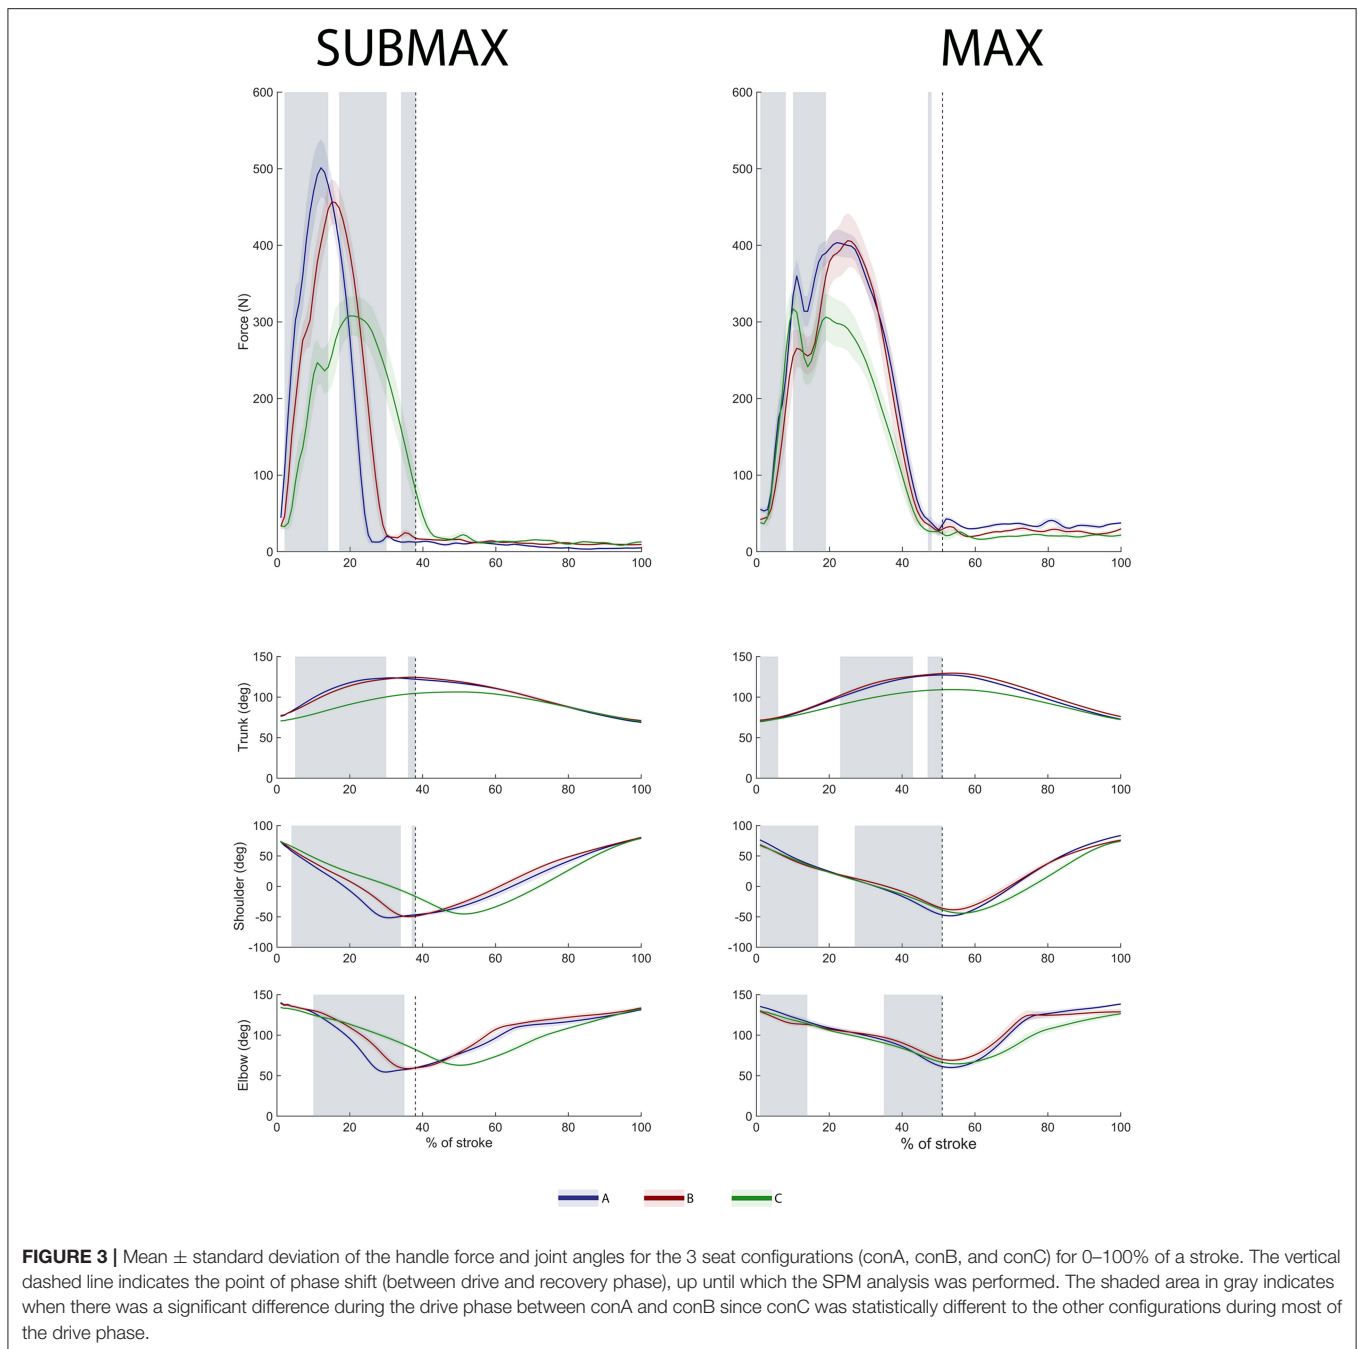 SUBMAX
MAX
600
500
400
300
200
100
0
Force (N)
0 20 40 60 80 100
600
500
400
300
200
100
0
0 20 40 60 80 100
150
100
50
0
Trunk (deg)
0 20 40 60 80 100
150
100
50
0
0 20 40 60 80 100
100
50
0
-50
-100
Shoulder (deg)
0 20 40 60 80 100
100
50
0
-50
-100
0 20 40 60 80 100
150
100
50
0
Elbow (deg)
0 20 40 60 80 100
% of stroke
150
100
50
0
0 20 40 60 80 100
% of stroke
A B C
FIGURE 3 | Mean ± standard deviation of the handle force and joint angles for the 3 seat configurations (conA, conB, and conC) for 0–100% of a stroke. The vertical
dashed line indicates the point of phase shift (between drive and recovery phase), up until which the SPM analysis was performed. The shaded area in gray indicates
when there was a significant difference during the drive phase between conA and conB since conC was statistically different to the other configurations during most of
the drive phase.